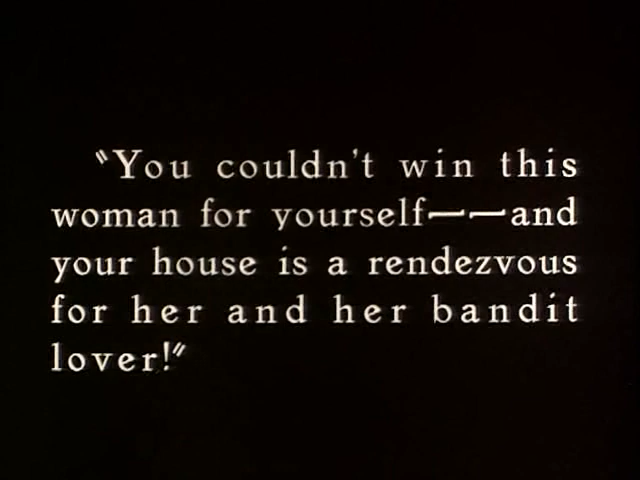 "You couldn't win this
woman for yourself——and
your house is a rendezvous
for her and her bandit
lover!"